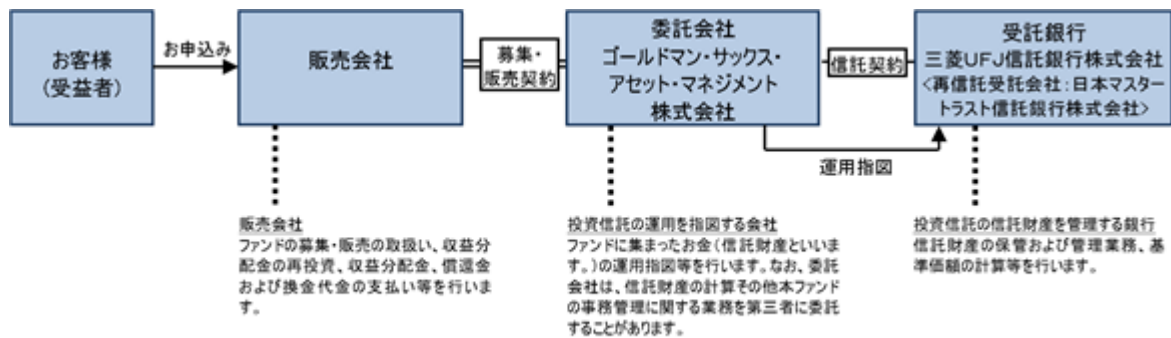 お客様
(受益者)
お申込み
販売会社
募集・
販売契約
委託会社
ゴールドマン・サックス・
アセット・マネジメント
株式会社
信託契約
受託銀行
三菱UFJ信託銀行株式会社
<再信託受託会社：日本マスター
トラスト信託銀行株式会社>
運用指図
販売会社
ファンドの募集・販売の取扱い、収益分
配金の再投資、収益分配金、償還金
および換金代金の支払い等を行いま
す。
投資信託の運用を指図する会社
ファンドに集まったお金(信託財産といいま
す。)の運用指図等を行います。なお、委託
会社は、信託財産の計算その他本ファンド
の事務管理に関する業務を第三者に委託
することがあります。
投資信託の信託財産を管理する銀行
信託財産の保管および管理業務、基
準価額の計算等を行います。